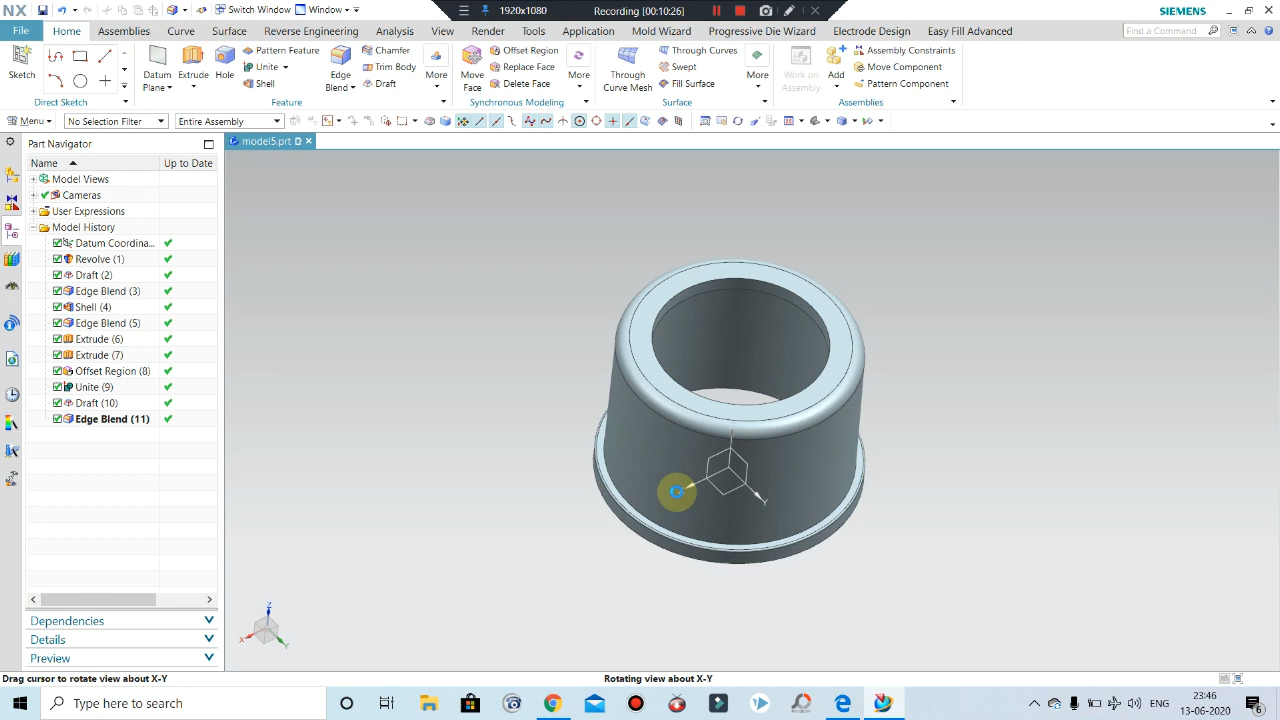 NX
Switch Window
Window
1920x1080
Recording [00:10:26]
SIEMENS
File
Home
Assemblies
Curve
Surface
Reverse Engineering
Analysis
View
Render
Tools
Application
Mold Wizard
Progressive Die Wizard
Electrode Design
Easy Fill Advanced
Find a Command
Sketch
Direct Sketch
Datum Plane
Extrude
Hole
Pattern Feature
Unite
Shell
Edge Blend
Chamfer
Trim Body
Draft
More
Feature
Move Face
Offset Region
Replace Face
Delete Face
More
Synchronous Modeling
Through Curve Mesh
Through Curves
Swept
Fill Surface
More
Surface
Work on Assembly
Add
Assembly Constraints
Move Component
Pattern Component
Assemblies
Menu
No Selection Filter
Entire Assembly
Part Navigator
model5.prt
Name
Up to Date
Model Views
Cameras
User Expressions
Model History
Datum Coordina...
Revolve (1)
Draft (2)
Edge Blend (3)
Shell (4)
Edge Blend (5)
Extrude (6)
Extrude (7)
Offset Region (8)
Unite (9)
Draft (10)
Edge Blend (11)
Y
Z
X
Y
Dependencies
Details
Preview
Drag cursor to rotate view about X-Y
Rotating view about X-Y
Type here to search
ENG
23:46
13-06-2020
6